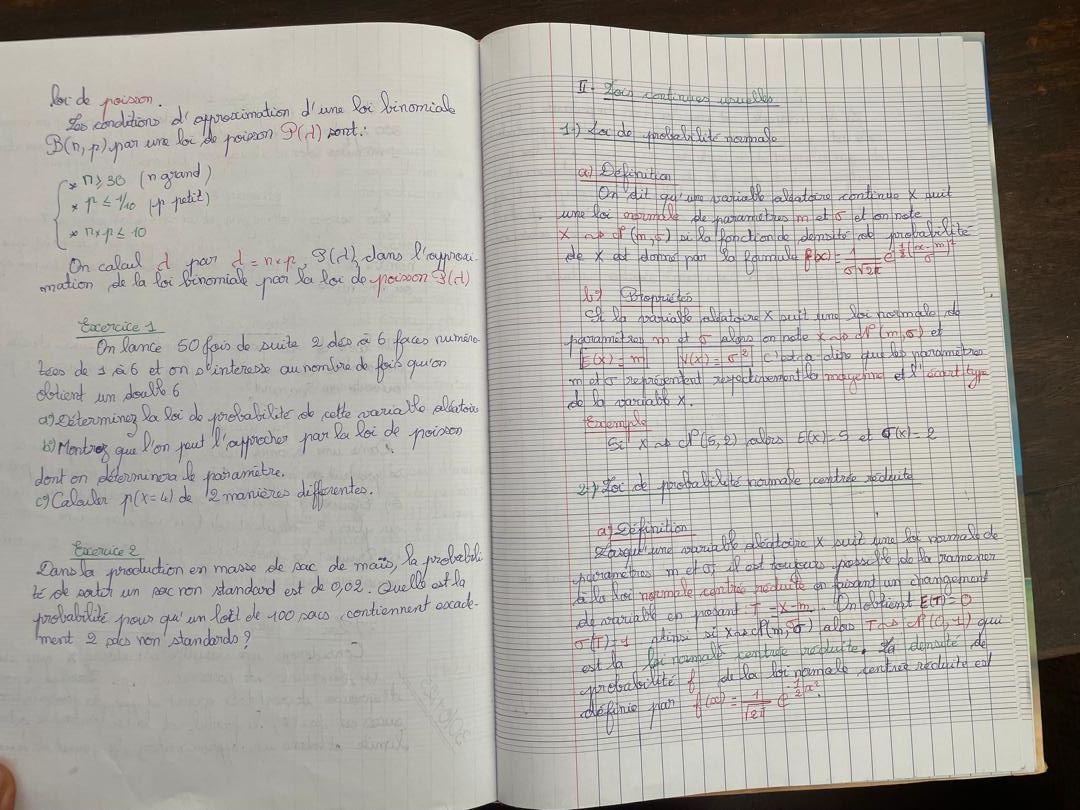 loi de poisson.
Les conditions d'approximation d'une loi binomiale
B(n, p) par une loi de poisson P(λ) sont :
* n ≥ 30 (n grand)
* p ≤ 1/10 (p petit)
* n×p ≤ 10
On calcul λ par λ = n×p, P(λ) dans l'approxi-
mation de la loi binomiale par la loi de poisson P(λ)
Exercice 1
On lance 50 fois de suite 2 dés à 6 faces numéro-
tées de 1 à 6 et on s'interesse au nombre de fois qu'on
obtient un double 6
a) Déterminez la loi de probabilité de cette variable aléatoire
b) Montrez que l'on peut l'approcher par la loi de poisson
dont on déterminera le paramètre.
c) Calculer p(x=4) de 2 manières differentes.
Exercice 2
Dans la production en masse de sac de maïs, la probabili
té de sortir un sac non standard est de 0,02. Quelle est la
probabilité pour qu'un lot de 100 sacs, contiennent exacte-
ment 2 sacs non standards ?
II - Lois continues usuelles
1-) Loi de probabilité normale
a) Définition
On dit qu'une variable aléatoire continue X suit
une loi normale de paramètres m et σ et on note
X ~> N(m,σ) si la fonction de densité de probabilité
de X est donné par la formule f(x) = 1/(σ√2π) e^(-1/2((x-m)/σ)²)
b) Propriétés
Si la variable aléatoire X suit une loi normale de
paramètres m et σ alors on note X ~> N(m,σ) et
E(X) = m V(X) = σ² C'est à dire que les paramètres
m et σ représentent respectivement la moyenne et l'écart type
de la variable X.
Exemple
Si X ~> N(5,2) alors E(X)=5 et σ(x)=2
2-) Loi de probabilité normale centrée réduite
a) Définition
Lorsqu'une variable aléatoire X suit une loi normale de
paramètres m et σ, il est toujours possible de la ramener
à la loi normale centrée réduite en faisant un changement
de variable en posant : T = X-m/σ. On obtient E(T)=0
σ(T)=1 Ainsi si X ~> N(m,σ) alors T ~> N(0,1) qui
est la loi normale centrée réduite. La densité de
probabilité f de la loi normale centrée réduite est
définie par f(x) = 1/√2π e^(-1/2 x²).